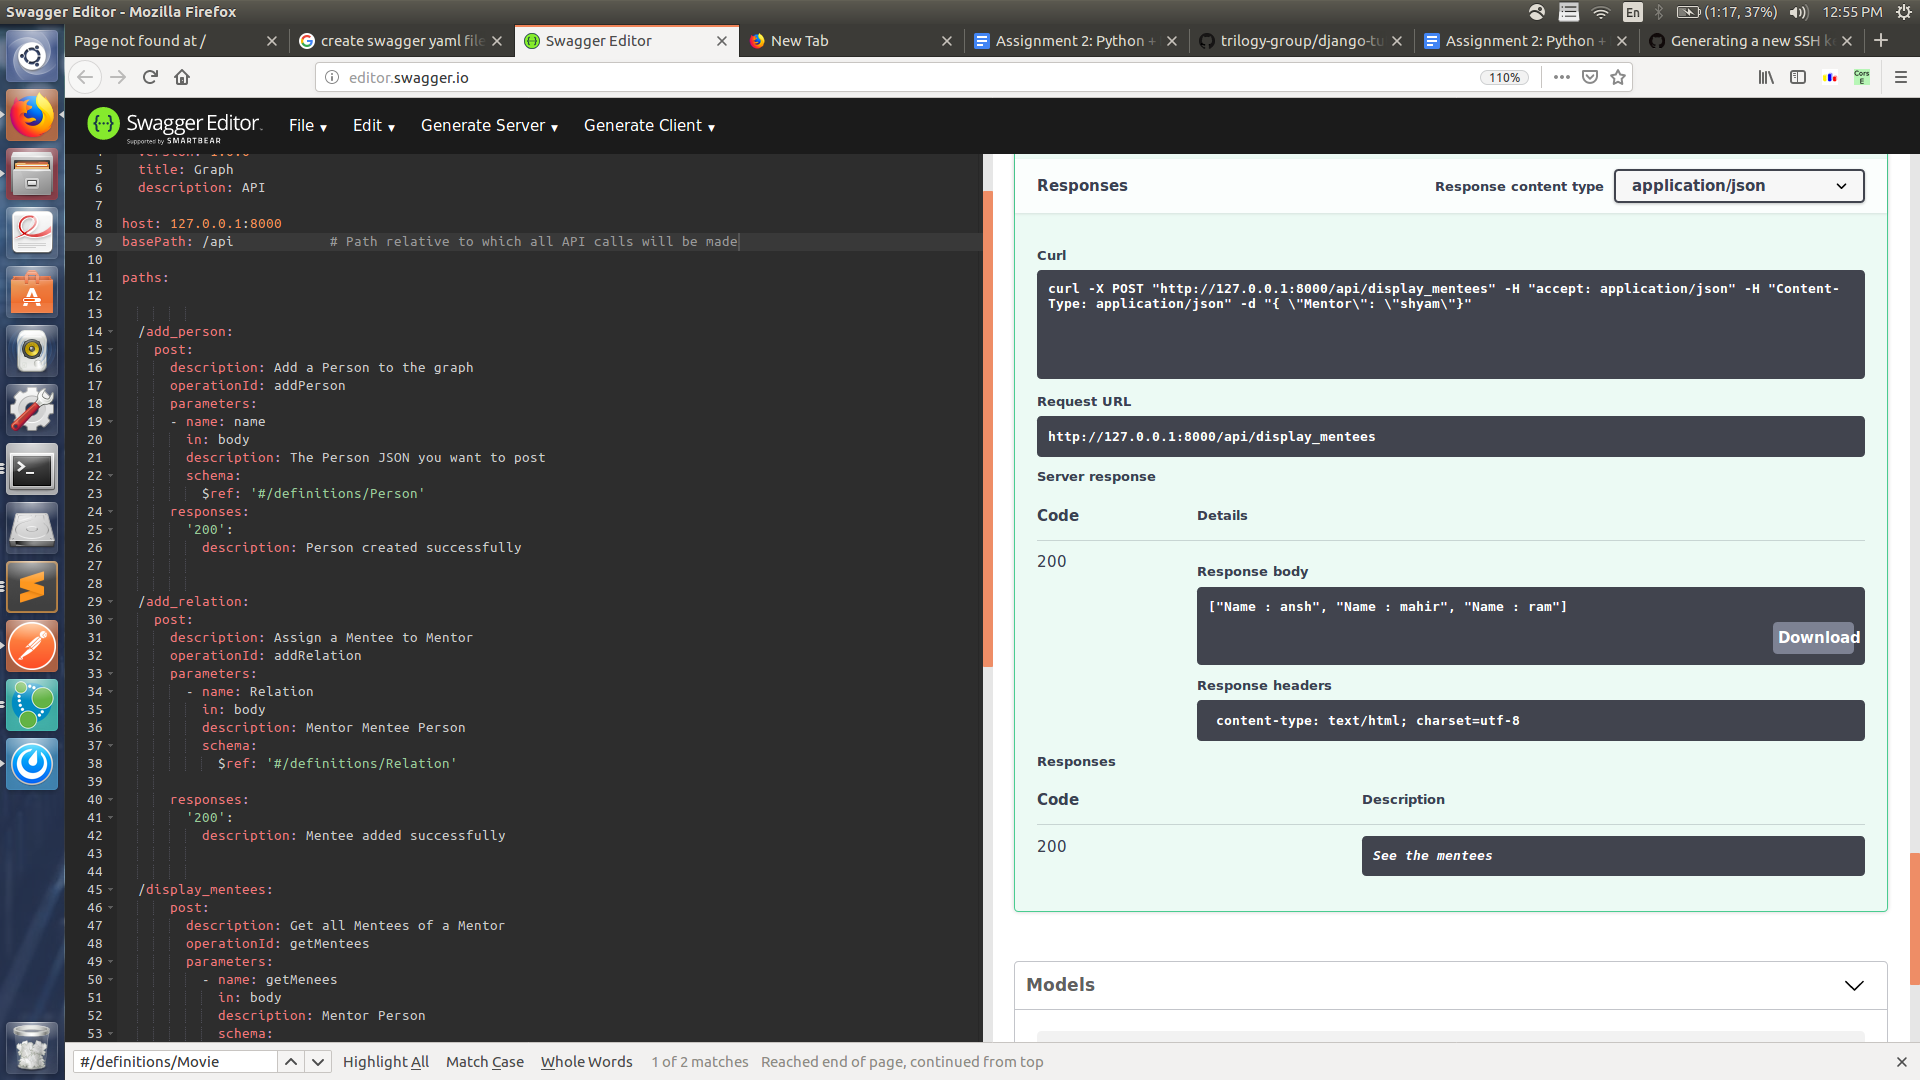 Swagger Editor - Mozilla Firefox
En
(1:17, 37%)
12:55 PM
Page not found at /
create swagger yaml file
Swagger Editor
New Tab
Assignment 2: Python +
trilogy-group/django-tu
Assignment 2: Python +
Generating a new SSH k
editor.swagger.io
110%
Cors
E
Swagger Editor
Supported by SMARTBEAR
File
Edit
Generate Server
Generate Client
4 version: 1.0.0
5 title: Graph
6 description: API
7
8 host: 127.0.0.1:8000
9 basePath: /api # Path relative to which all API calls will be made
10
11 paths:
12
13
14 /add_person:
15 post:
16 description: Add a Person to the graph
17 operationId: addPerson
18 parameters:
19 - name: name
20 in: body
21 description: The Person JSON you want to post
22 schema:
23 $ref: '#/definitions/Person'
24 responses:
25 '200':
26 description: Person created successfully
27
28
29 /add_relation:
30 post:
31 description: Assign a Mentee to Mentor
32 operationId: addRelation
33 parameters:
34 - name: Relation
35 in: body
36 description: Mentor Mentee Person
37 schema:
38 $ref: '#/definitions/Relation'
39
40 responses:
41 '200':
42 description: Mentee added successfully
43
44
45 /display_mentees:
46 post:
47 description: Get all Mentees of a Mentor
48 operationId: getMentees
49 parameters:
50 - name: getMenees
51 in: body
52 description: Mentor Person
53 schema:
Responses
Response content type
application/json
Curl
curl -X POST "http://127.0.0.1:8000/api/display_mentees" -H "accept: application/json" -H "Content-
Type: application/json" -d "{ \"Mentor\": \"shyam\"}"
Request URL
http://127.0.0.1:8000/api/display_mentees
Server response
Code Details
200
Response body
["Name : ansh", "Name : mahir", "Name : ram"]
Download
Response headers
content-type: text/html; charset=utf-8
Responses
Code Description
200
See the mentees
Models
#/definitions/Movie
Highlight All
Match Case
Whole Words
1 of 2 matches
Reached end of page, continued from top